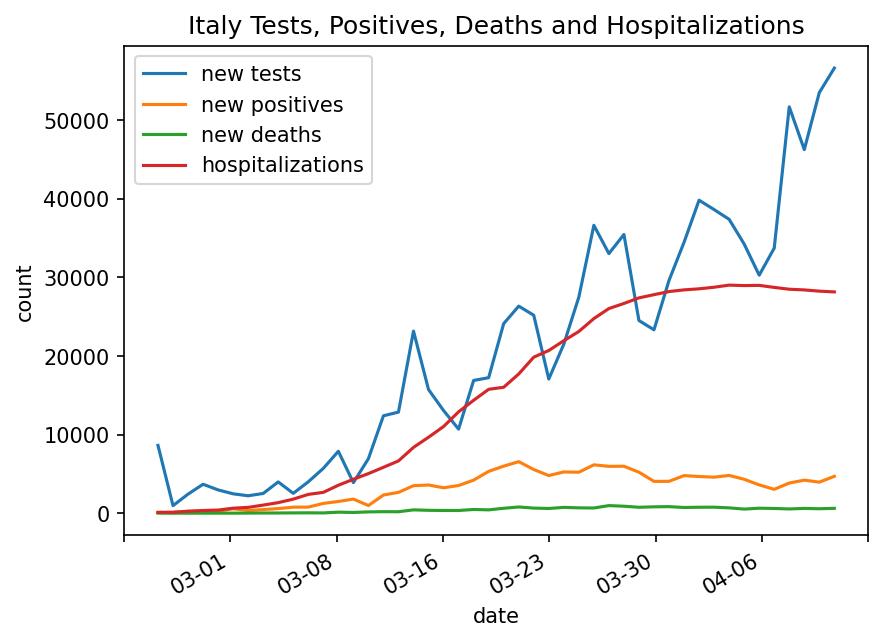 Italy Tests, Positives, Deaths and Hospitalizations
new tests
new positives
new deaths
hospitalizations
50000
40000
30000
20000
10000
0
count
03-01
03-08
03-16
03-23
03-30
04-06
date